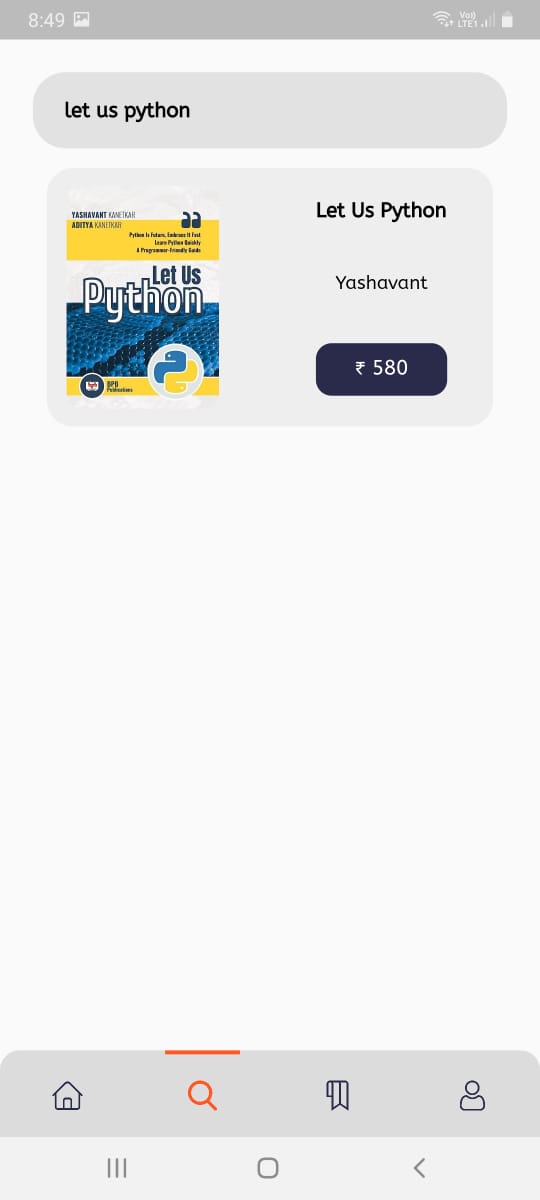 8:49
Vo)) LTE1
let us python
YASHAVANT KANETKAR
ADITYA KANETKAR
Python Is Future, Embrace It Fast
Learn Python Quickly
A Programmer-Friendly Guide
Let Us
Python
BPB
Publications
Let Us Python
Yashavant
₹ 580